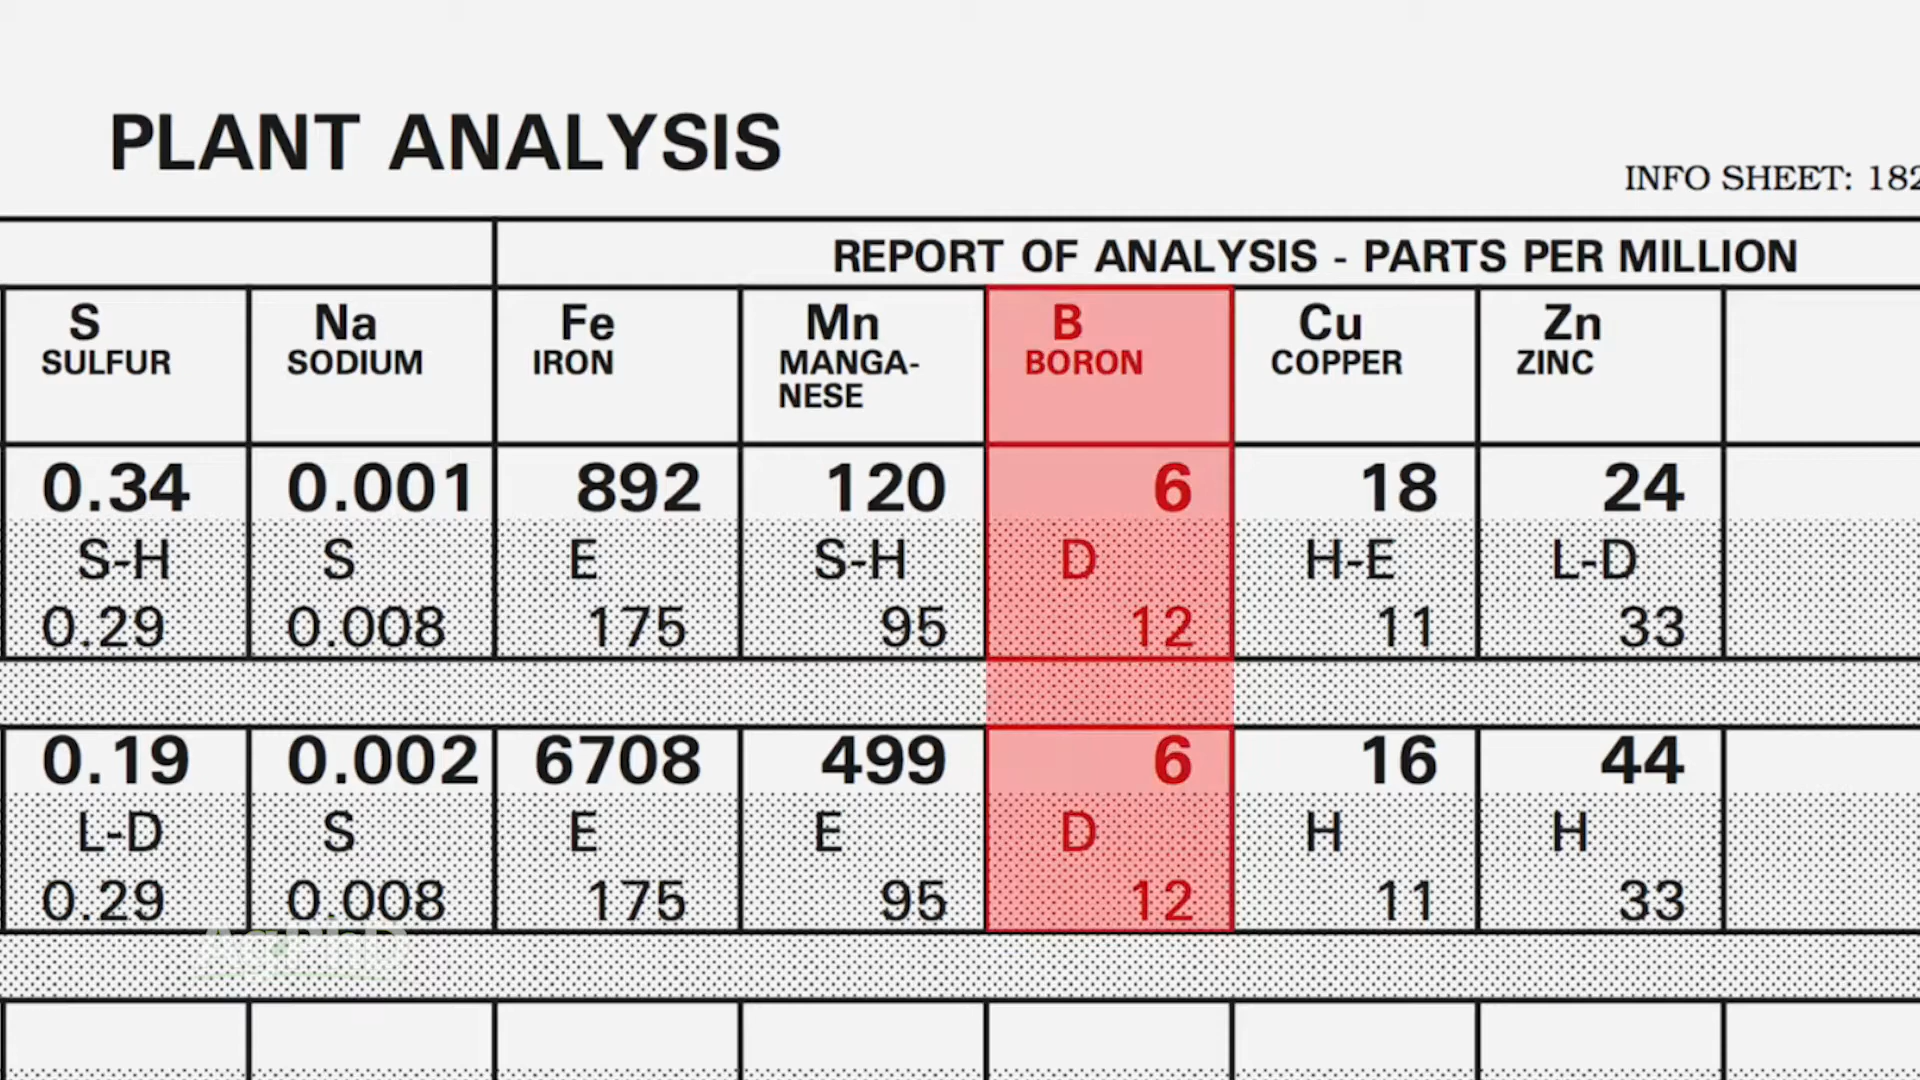 PLANT ANALYSIS
INFO SHEET: 182
REPORT OF ANALYSIS - PARTS PER MILLION
S Na Fe Mn B Cu Zn
SULFUR SODIUM IRON MANGA- BORON COPPER ZINC
NESE
0.34 0.001 892 120 6 18 24
S-H S E S-H D H-E L-D
0.29 0.008 175 95 12 11 33
0.19 0.002 6708 499 6 16 44
L-D S E E D H H
0.29 0.008 175 95 12 11 33
AgPhD